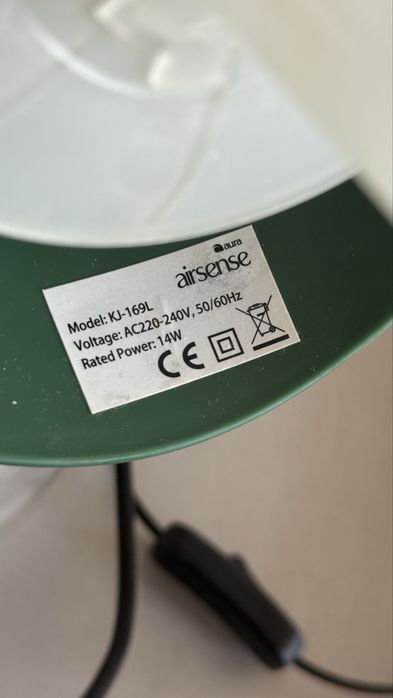 aura
airsense
Model: KJ-169L
Voltage: AC220-240V, 50/60Hz
Rated Power: 14W
CE